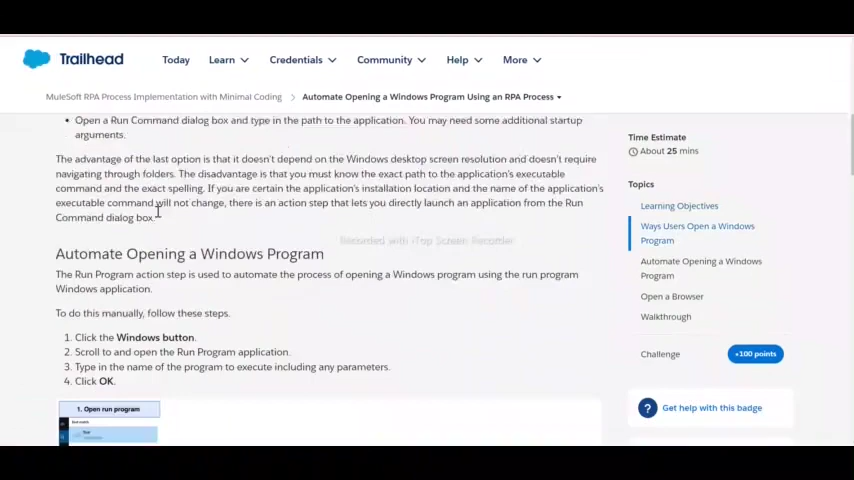 Trailhead Today Learn Credentials Community Help More
MuleSoft RPA Process Implementation with Minimal Coding > Automate Opening a Windows Program Using an RPA Process
• Open a Run Command dialog box and type in the path to the application. You may need some additional startup
arguments.
The advantage of the last option is that it doesn't depend on the Windows desktop screen resolution and doesn't require
navigating through folders. The disadvantage is that you must know the exact path to the application's executable
command and the exact spelling. If you are certain the application's installation location and the name of the application's
executable command will not change, there is an action step that lets you directly launch an application from the Run
Command dialog box.
Recorded with iTop Screen Recorder
Automate Opening a Windows Program
The Run Program action step is used to automate the process of opening a Windows program using the run program
Windows application.
To do this manually, follow these steps.
1. Click the Windows button.
2. Scroll to and open the Run Program application.
3. Type in the name of the program to execute including any parameters.
4. Click OK.
1. Open run program
Time Estimate
About 25 mins
Topics
Learning Objectives
Ways Users Open a Windows
Program
Automate Opening a Windows
Program
Open a Browser
Walkthrough
Challenge +100 points
? Get help with this badge